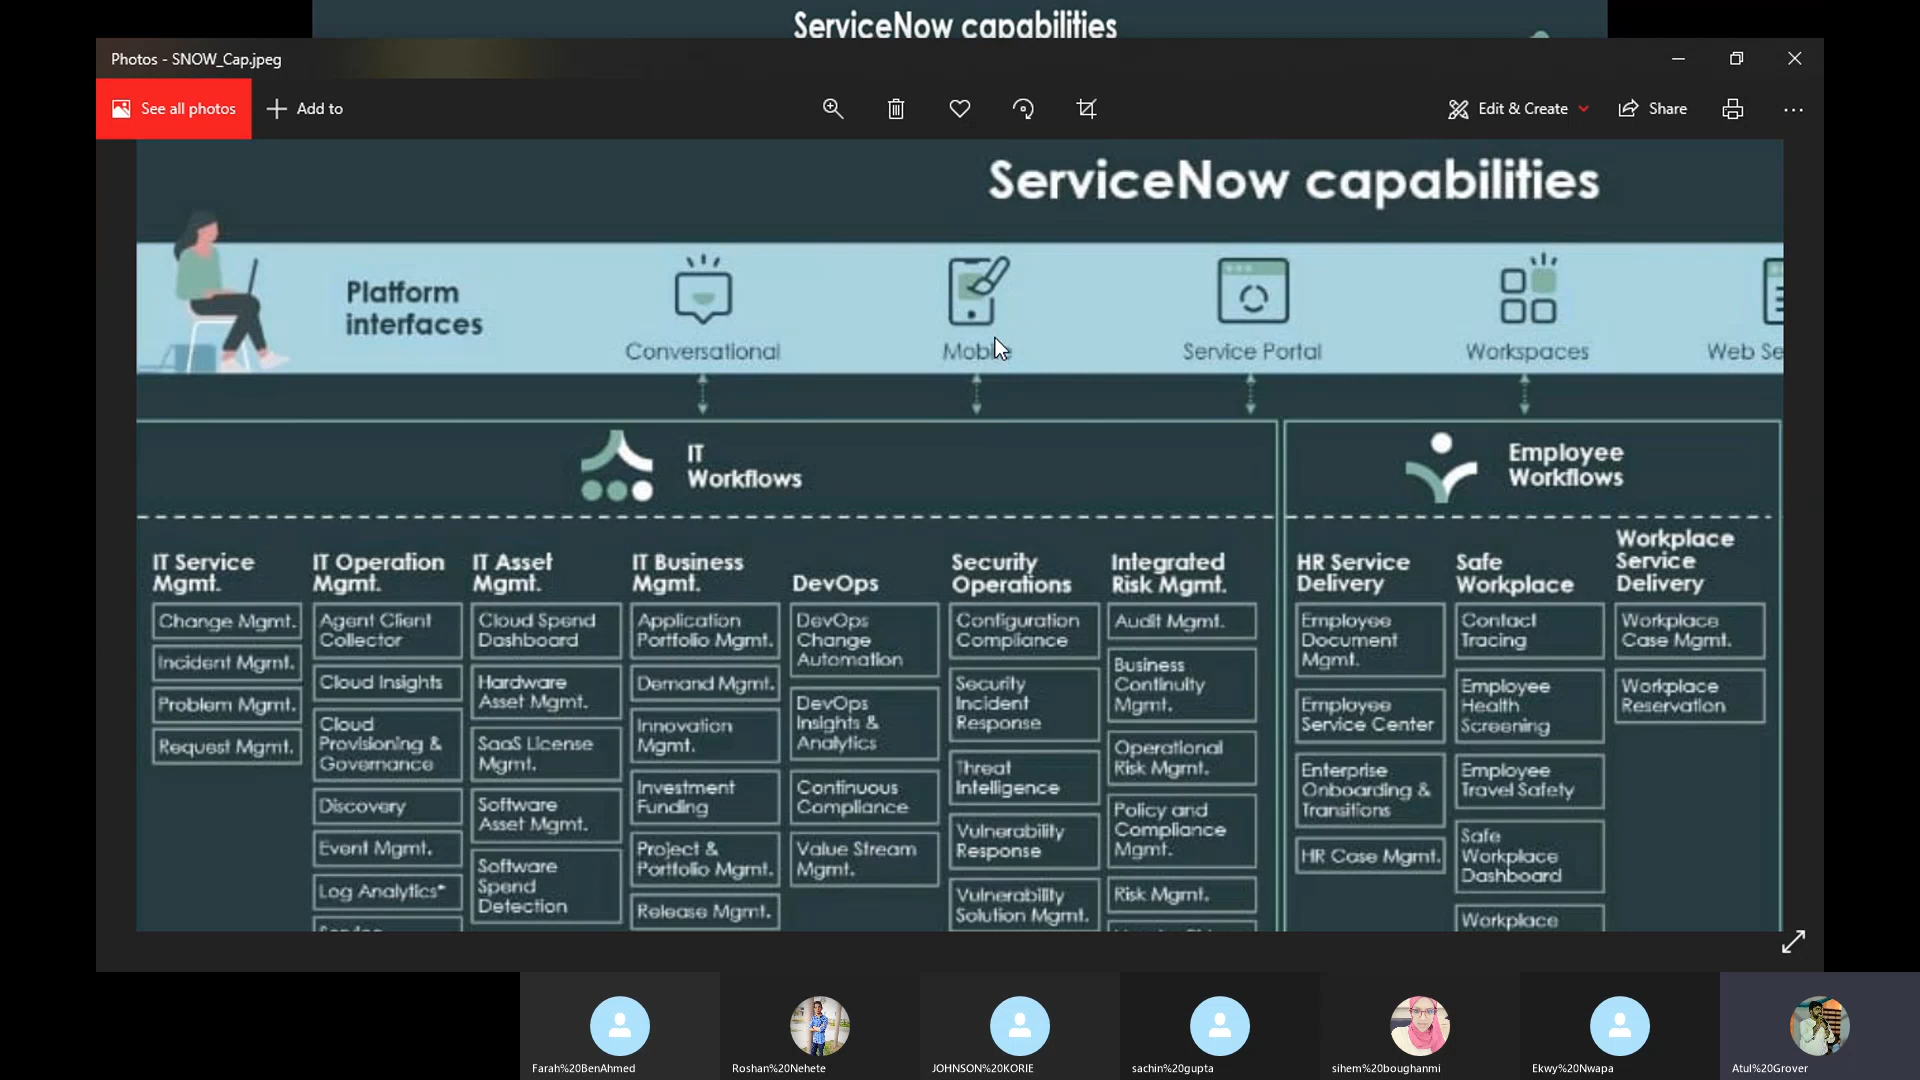 ServiceNow capabilities
Photos - SNOW_Cap.jpeg
See all photos
Add to
Edit & Create
Share
ServiceNow capabilities
Platform
interfaces
Conversational
Mobile
Service Portal
Workspaces
Web Se
IT
Workflows
Employee
Workflows
IT Service
Mgmt.
Change Mgmt.
Incident Mgmt.
Problem Mgmt.
Request Mgmt.
IT Operation
Mgmt.
Agent Client
Collector
Cloud Insights
Cloud
Provisioning &
Governance
Discovery
Event Mgmt.
Log Analytics*
IT Asset
Mgmt.
Cloud Spend
Dashboard
Hardware
Asset Mgmt.
SaaS License
Mgmt.
Software
Asset Mgmt.
Software
Spend
Detection
IT Business
Mgmt.
Application
Portfolio Mgmt.
Demand Mgmt.
Innovation
Mgmt.
Investment
Funding
Project &
Portfolio Mgmt.
Release Mgmt.
DevOps
DevOps
Change
Automation
DevOps
Insights &
Analytics
Continuous
Compliance
Value Stream
Mgmt.
Security
Operations
Configuration
Compliance
Security
Incident
Response
Threat
Intelligence
Vulnerability
Response
Vulnerability
Solution Mgmt.
Integrated
Risk Mgmt.
Audit Mgmt.
Business
Continuity
Mgmt.
Operational
Risk Mgmt.
Policy and
Compliance
Mgmt.
Risk Mgmt.
HR Service
Delivery
Employee
Document
Mgmt.
Employee
Service Center
Enterprise
Onboarding &
Transitions
HR Case Mgmt.
Safe
Workplace
Contact
Tracing
Employee
Health
Screening
Employee
Travel Safety
Safe
Workplace
Dashboard
Workplace
Workplace
Service
Delivery
Workplace
Case Mgmt.
Workplace
Reservation
Farah%20BenAhmed
Roshan%20Nehete
JOHNSON%20KORIE
sachin%20gupta
sihem%20boughanmi
Ekwy%20Nwapa
Atul%20Grover